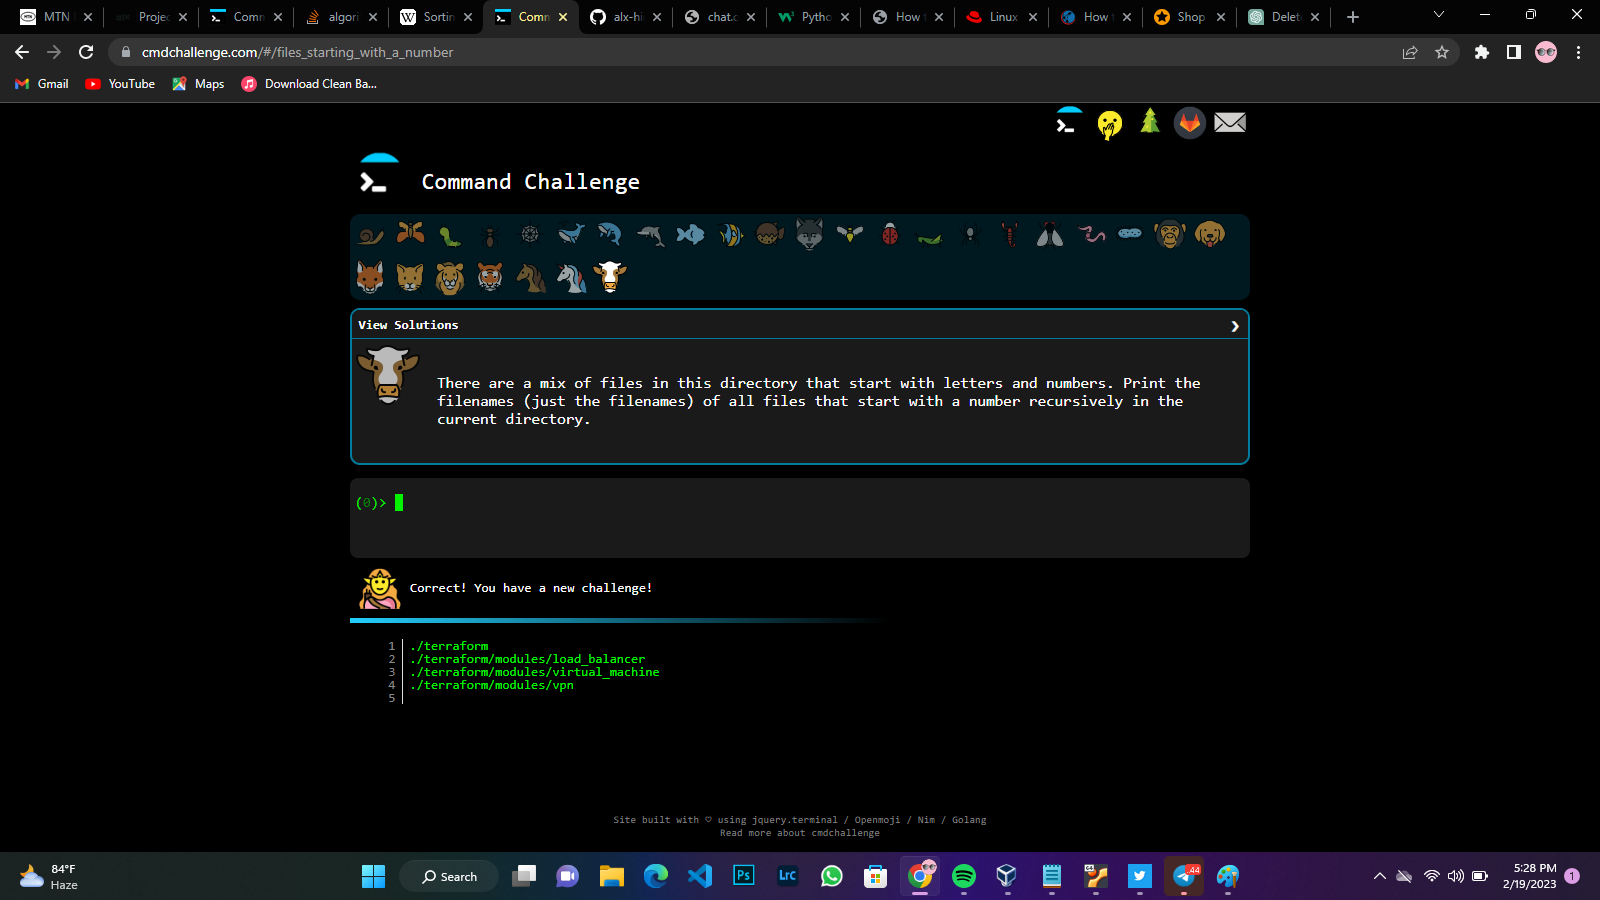 MTN
Projec
Comm
algori
Sortin
Comm
alx-hi
chat.o
Pytho
How t
Linux
How t
Shop
Delet
cmdchallenge.com/#/files_starting_with_a_number
Gmail
YouTube
Maps
Download Clean Ba...
Command Challenge
View Solutions
There are a mix of files in this directory that start with letters and numbers. Print the
filenames (just the filenames) of all files that start with a number recursively in the
current directory.
(0)>
Correct! You have a new challenge!
1 ./terraform
2 ./terraform/modules/load_balancer
3 ./terraform/modules/virtual_machine
4 ./terraform/modules/vpn
5
Site built with ♡ using jquery.terminal / Openmoji / Nim / Golang
Read more about cmdchallenge
84°F
Haze
Search
Ps
LrC
44
5:28 PM
2/19/2023
1